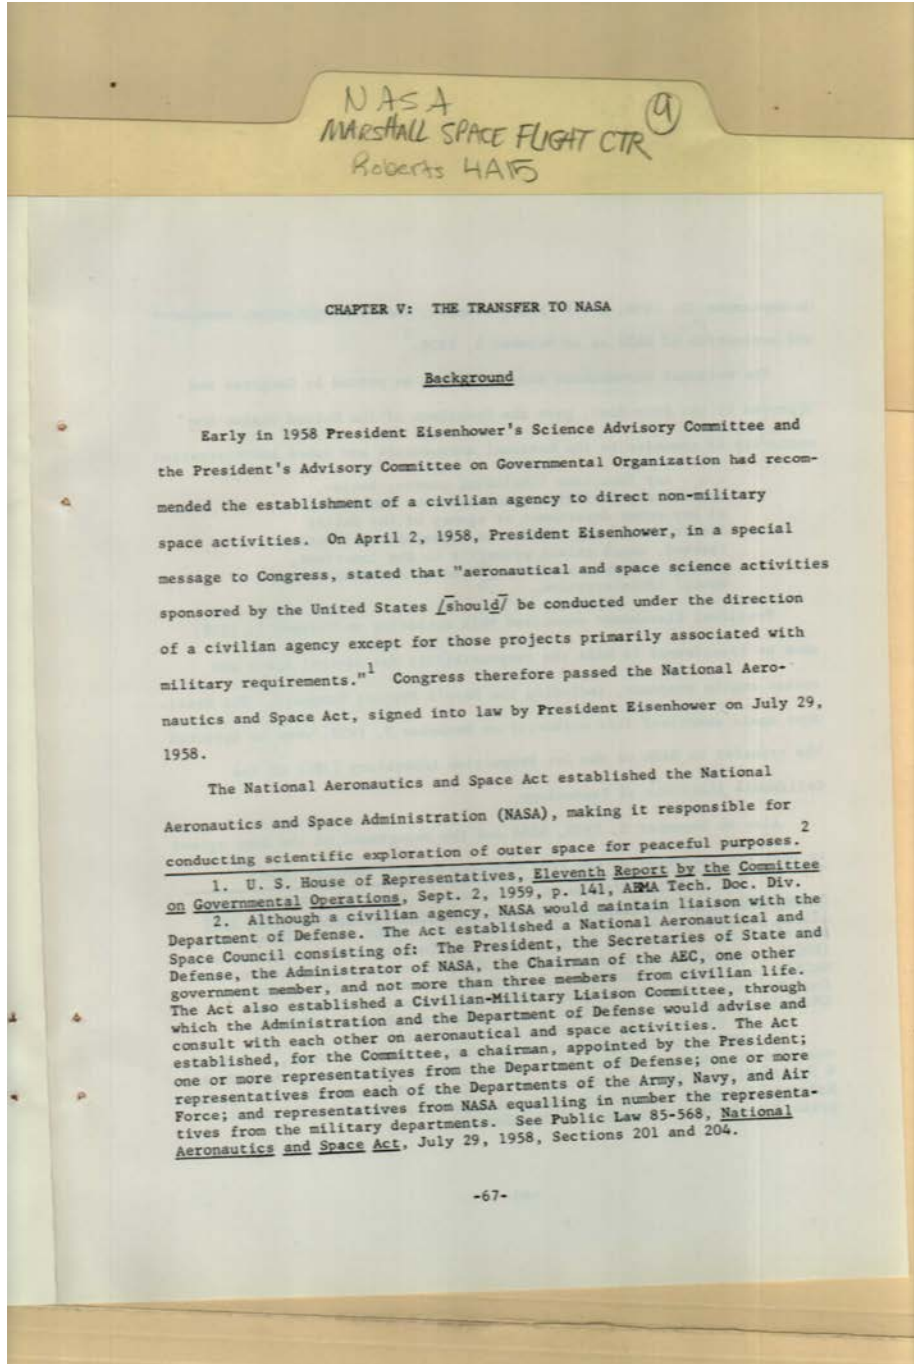 NASA
MARSHALL SPACE FLIGHT CTR
9
Roberts 4A15
CHAPTER V: THE TRANSFER TO NASA
Background
Early in 1958 President Eisenhower's Science Advisory Committee and
the President's Advisory Committee on Governmental Organization had recom-
mended the establishment of a civilian agency to direct non-military
space activities. On April 2, 1958, President Eisenhower, in a special
message to Congress, stated that "aeronautical and space science activities
sponsored by the United States /should/ be conducted under the direction
of a civilian agency except for those projects primarily associated with
military requirements."1 Congress therefore passed the National Aero-
nautics and Space Act, signed into law by President Eisenhower on July 29,
1958.
The National Aeronautics and Space Act established the National
Aeronautics and Space Administration (NASA), making it responsible for
conducting scientific exploration of outer space for peaceful purposes.2
1. U. S. House of Representatives, Eleventh Report by the Committee
on Governmental Operations, Sept. 2, 1959, p. 141, ABMA Tech. Doc. Div.
2. Although a civilian agency, NASA would maintain liaison with the
Department of Defense. The Act established a National Aeronautical and
Space Council consisting of: The President, the Secretaries of State and
Defense, the Administrator of NASA, the Chairman of the AEC, one other
government member, and not more than three members from civilian life.
The Act also established a Civilian-Military Liaison Committee, through
which the Administration and the Department of Defense would advise and
consult with each other on aeronautical and space activities. The Act
established, for the Committee, a chairman, appointed by the President;
one or more representatives from the Department of Defense; one or more
representatives from each of the Departments of the Army, Navy, and Air
Force; and representatives from NASA equalling in number the representa-
tives from the military departments. See Public Law 85-568, National
Aeronautics and Space Act, July 29, 1958, Sections 201 and 204.
-67-